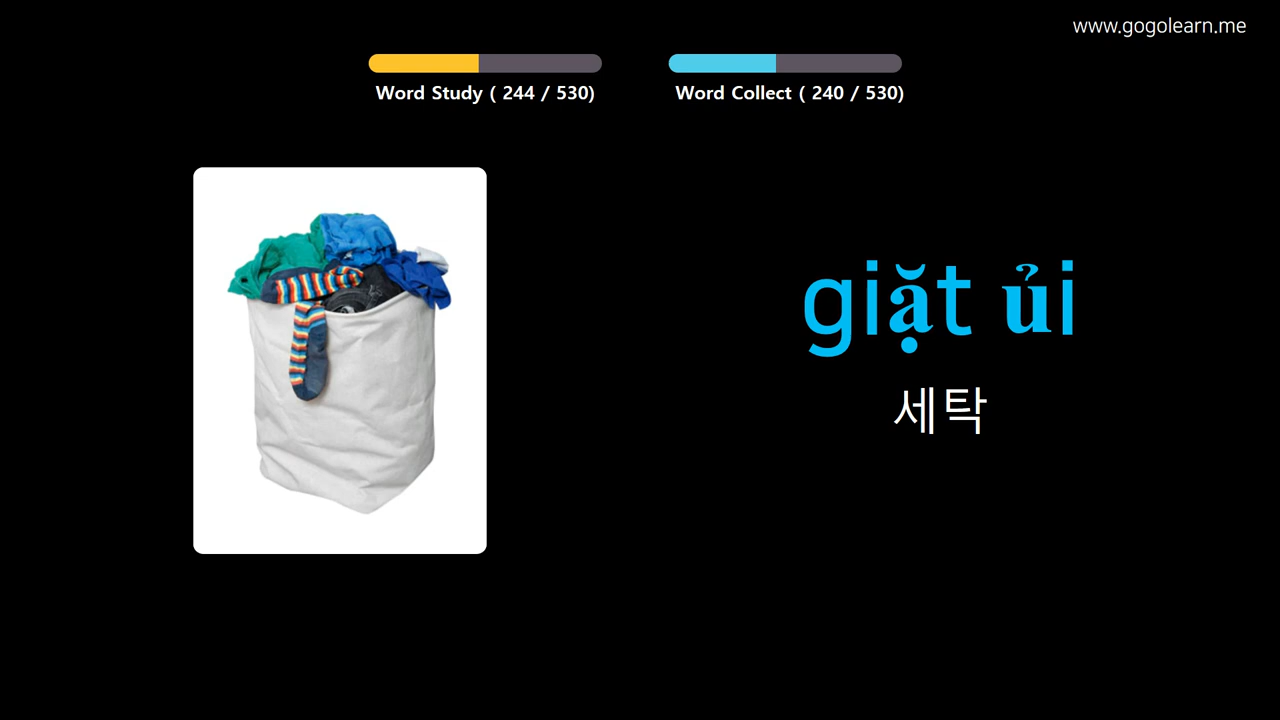 www.gogolearn.me
Word Study ( 244 / 530)
Word Collect ( 240 / 530)
giặt ủi
세탁